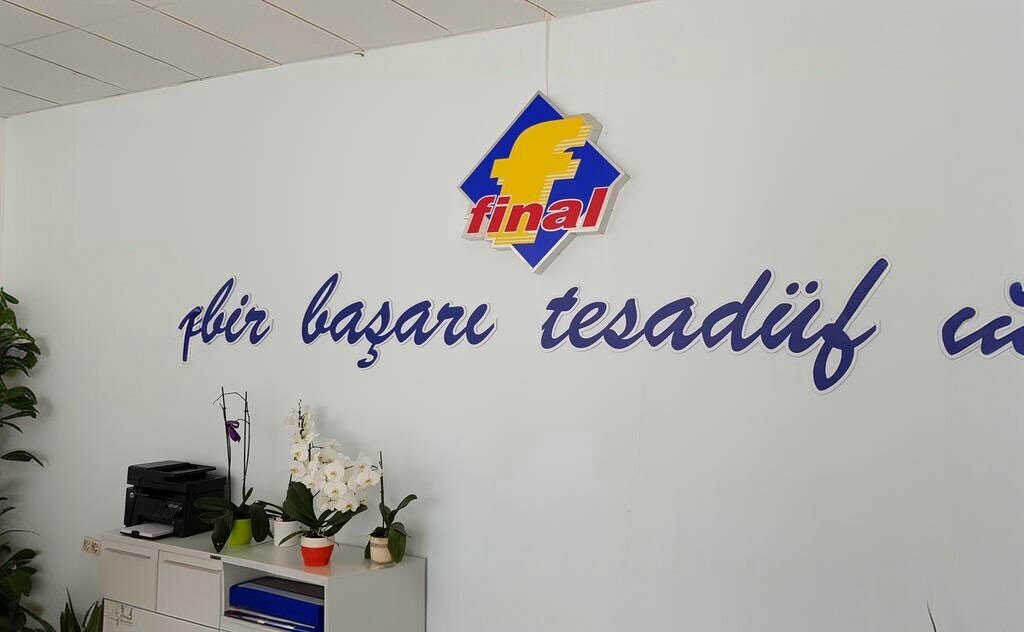 f
final
bir başarı tesadüf